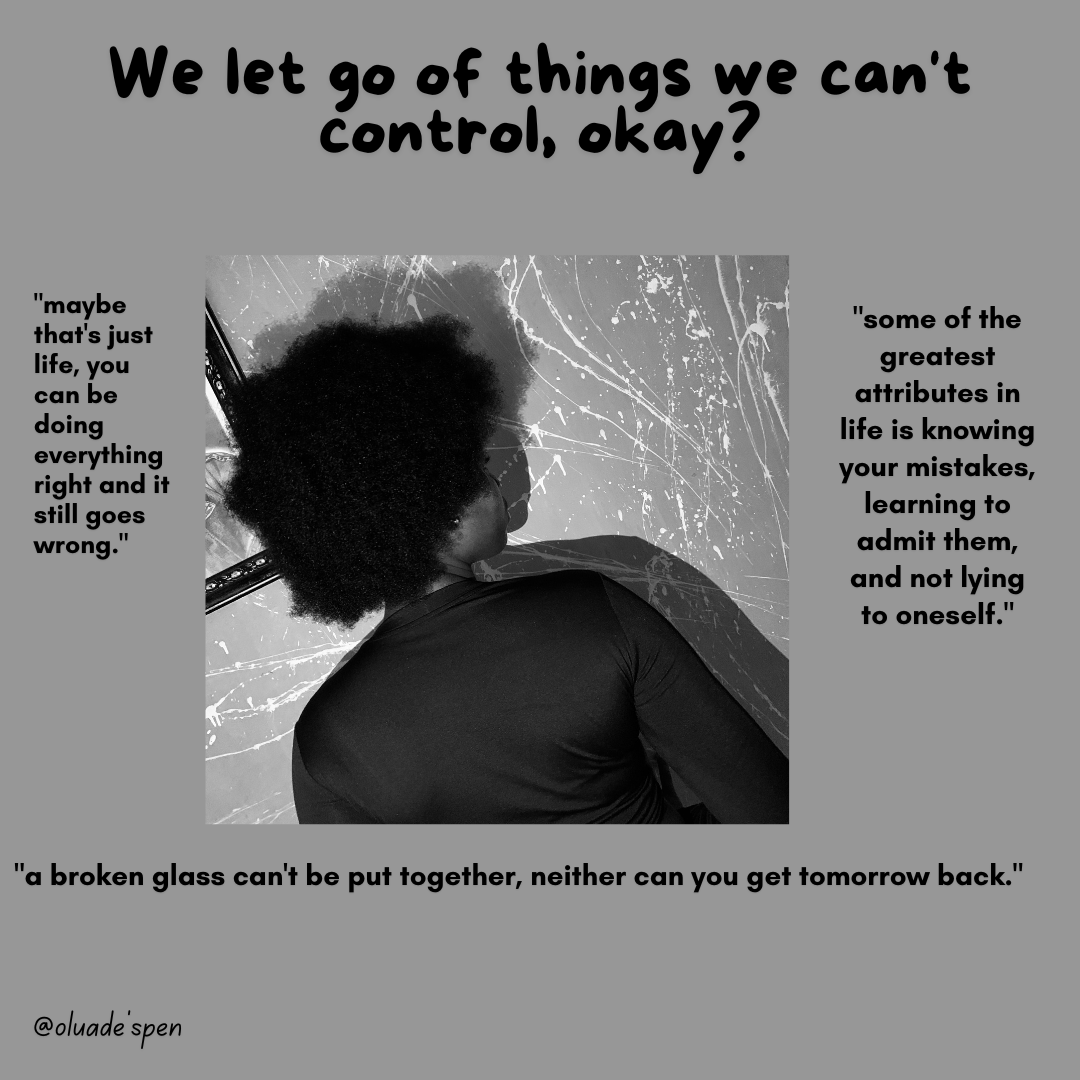 We let go of things we can't
control, okay?
"maybe
that's just
life, you
can be
doing
everything
right and it
still goes
wrong."
"some of the
greatest
attributes in
life is knowing
your mistakes,
learning to
admit them,
and not lying
to oneself."
"a broken glass can't be put together, neither can you get tomorrow back."
@oluade'spen